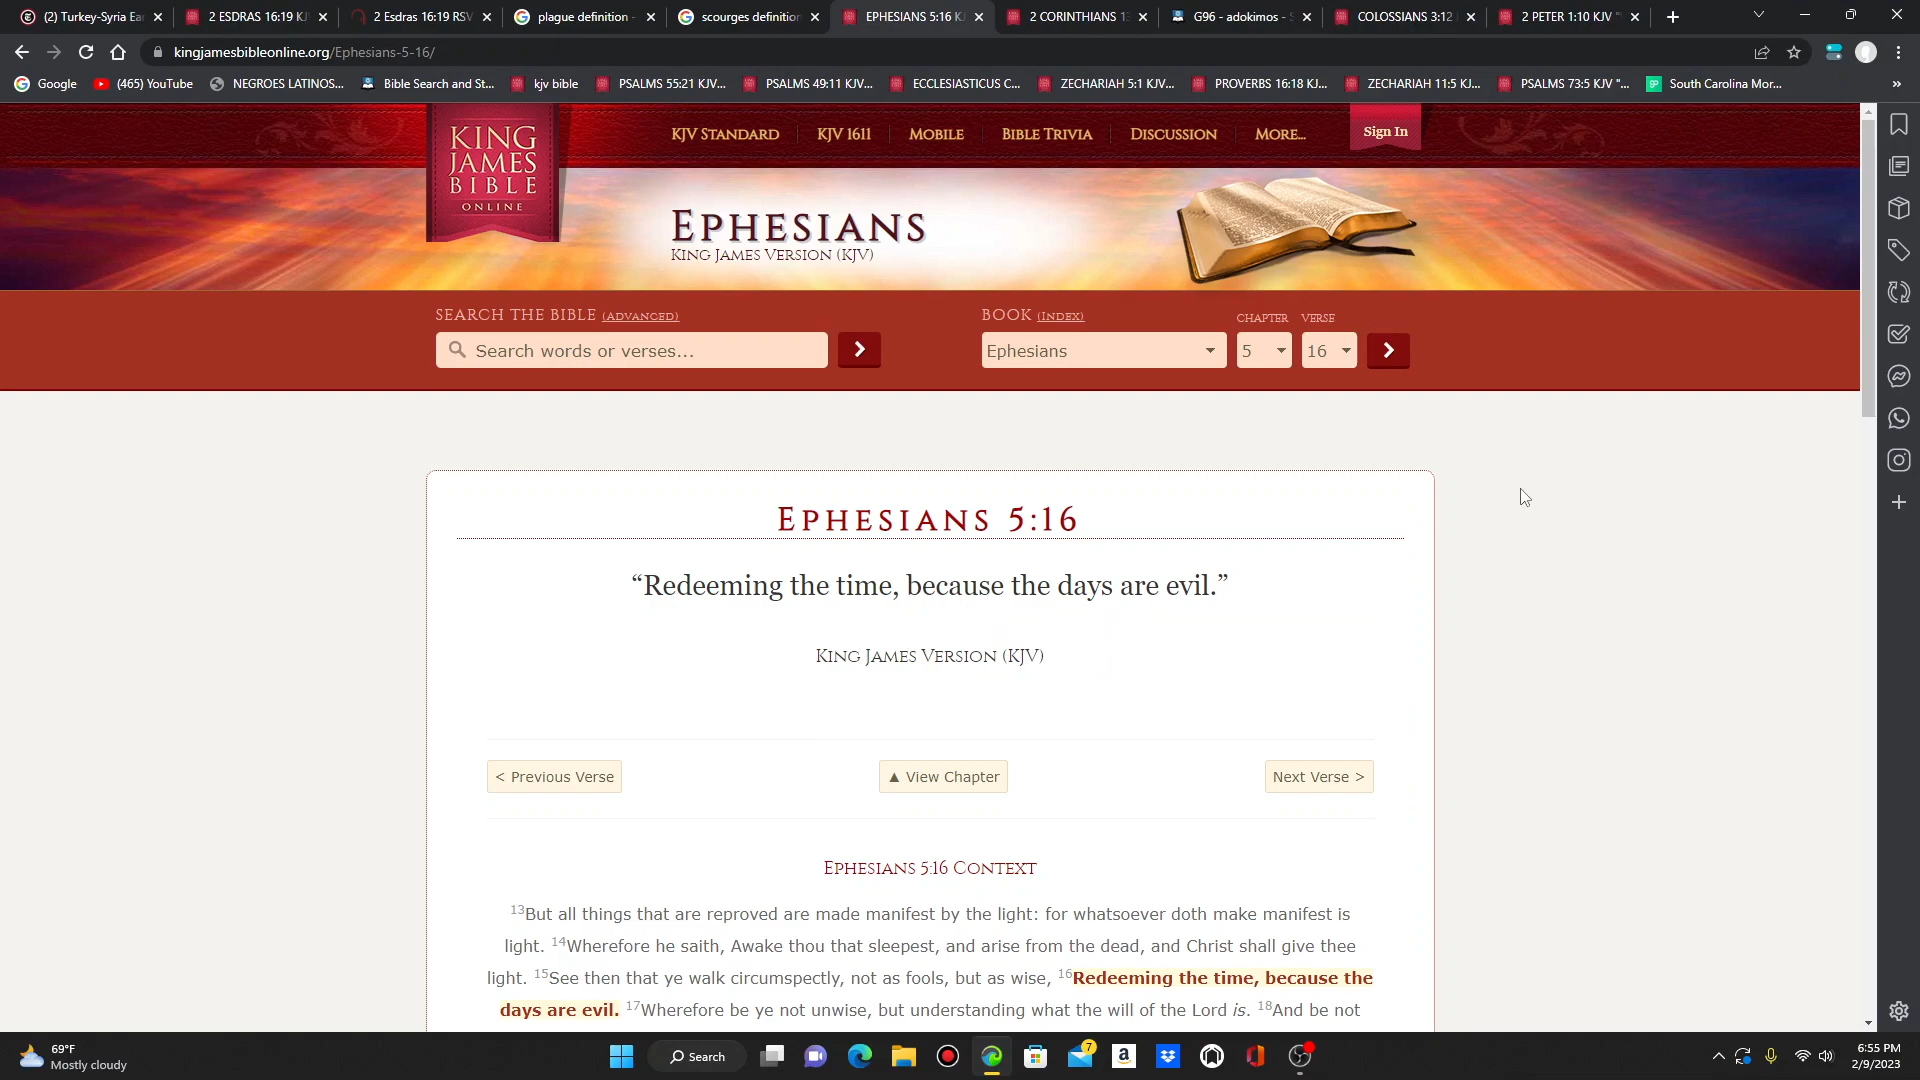 (2) Turkey-Syria Ea
2 ESDRAS 16:19 KJ
2 Esdras 16:19 RSV
plague definition -
scourges definition
EPHESIANS 5:16 KJ
2 CORINTHIANS 13
G96 - adokimos - S
COLOSSIANS 3:12
2 PETER 1:10 KJV "
kingjamesbibleonline.org/Ephesians-5-16/
Google
(465) YouTube
NEGROES LATINOS...
Bible Search and St...
kjv bible
PSALMS 55:21 KJV...
PSALMS 49:11 KJV...
ECCLESIASTICUS C...
ZECHARIAH 5:1 KJV...
PROVERBS 16:18 KJ...
ZECHARIAH 11:5 KJ...
PSALMS 73:5 KJV "...
South Carolina Mor...
KING JAMES BIBLE ONLINE
KJV STANDARD
KJV 1611
MOBILE
BIBLE TRIVIA
DISCUSSION
MORE...
Sign In
EPHESIANS
KING JAMES VERSION (KJV)
SEARCH THE BIBLE (ADVANCED)
BOOK (INDEX)
CHAPTER
VERSE
Search words or verses...
Ephesians
5
16
EPHESIANS 5:16
“Redeeming the time, because the days are evil.”
KING JAMES VERSION (KJV)
< Previous Verse
▲ View Chapter
Next Verse >
EPHESIANS 5:16 CONTEXT
13But all things that are reproved are made manifest by the light: for whatsoever doth make manifest is
light. 14Wherefore he saith, Awake thou that sleepest, and arise from the dead, and Christ shall give thee
light. 15See then that ye walk circumspectly, not as fools, but as wise, 16Redeeming the time, because the
days are evil. 17Wherefore be ye not unwise, but understanding what the will of the Lord is. 18And be not
69°F
Mostly cloudy
Search
7
6:55 PM
2/9/2023